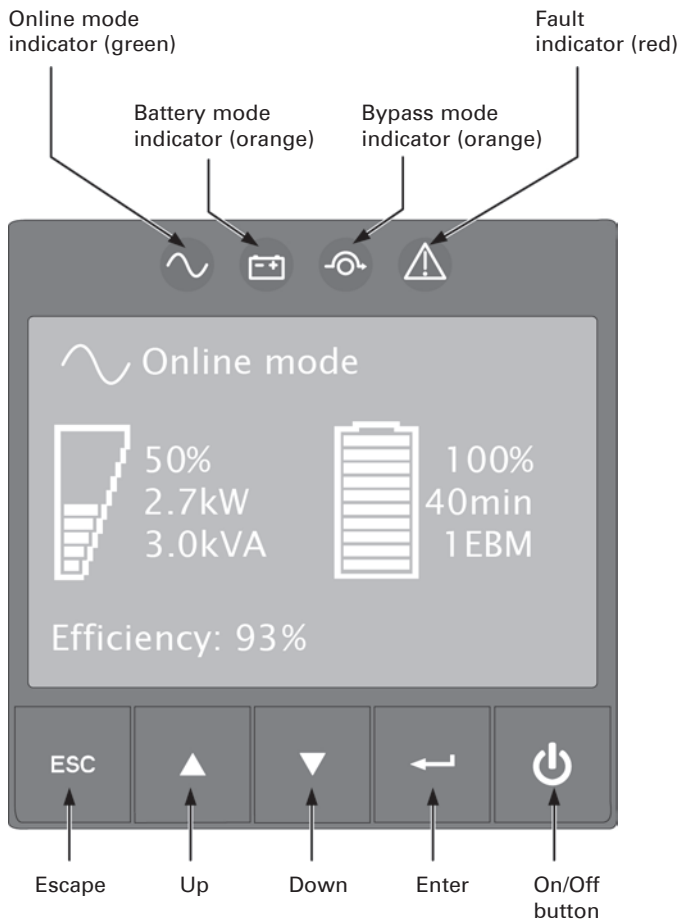 Online mode
indicator (green)
Fault
indicator (red)
Battery mode
indicator (orange)
Bypass mode
indicator (orange)
Online mode
50%
2.7kW
3.0kVA
100%
40min
1EBM
Efficiency: 93%
ESC
Escape
Up
Down
Enter
On/Off
button